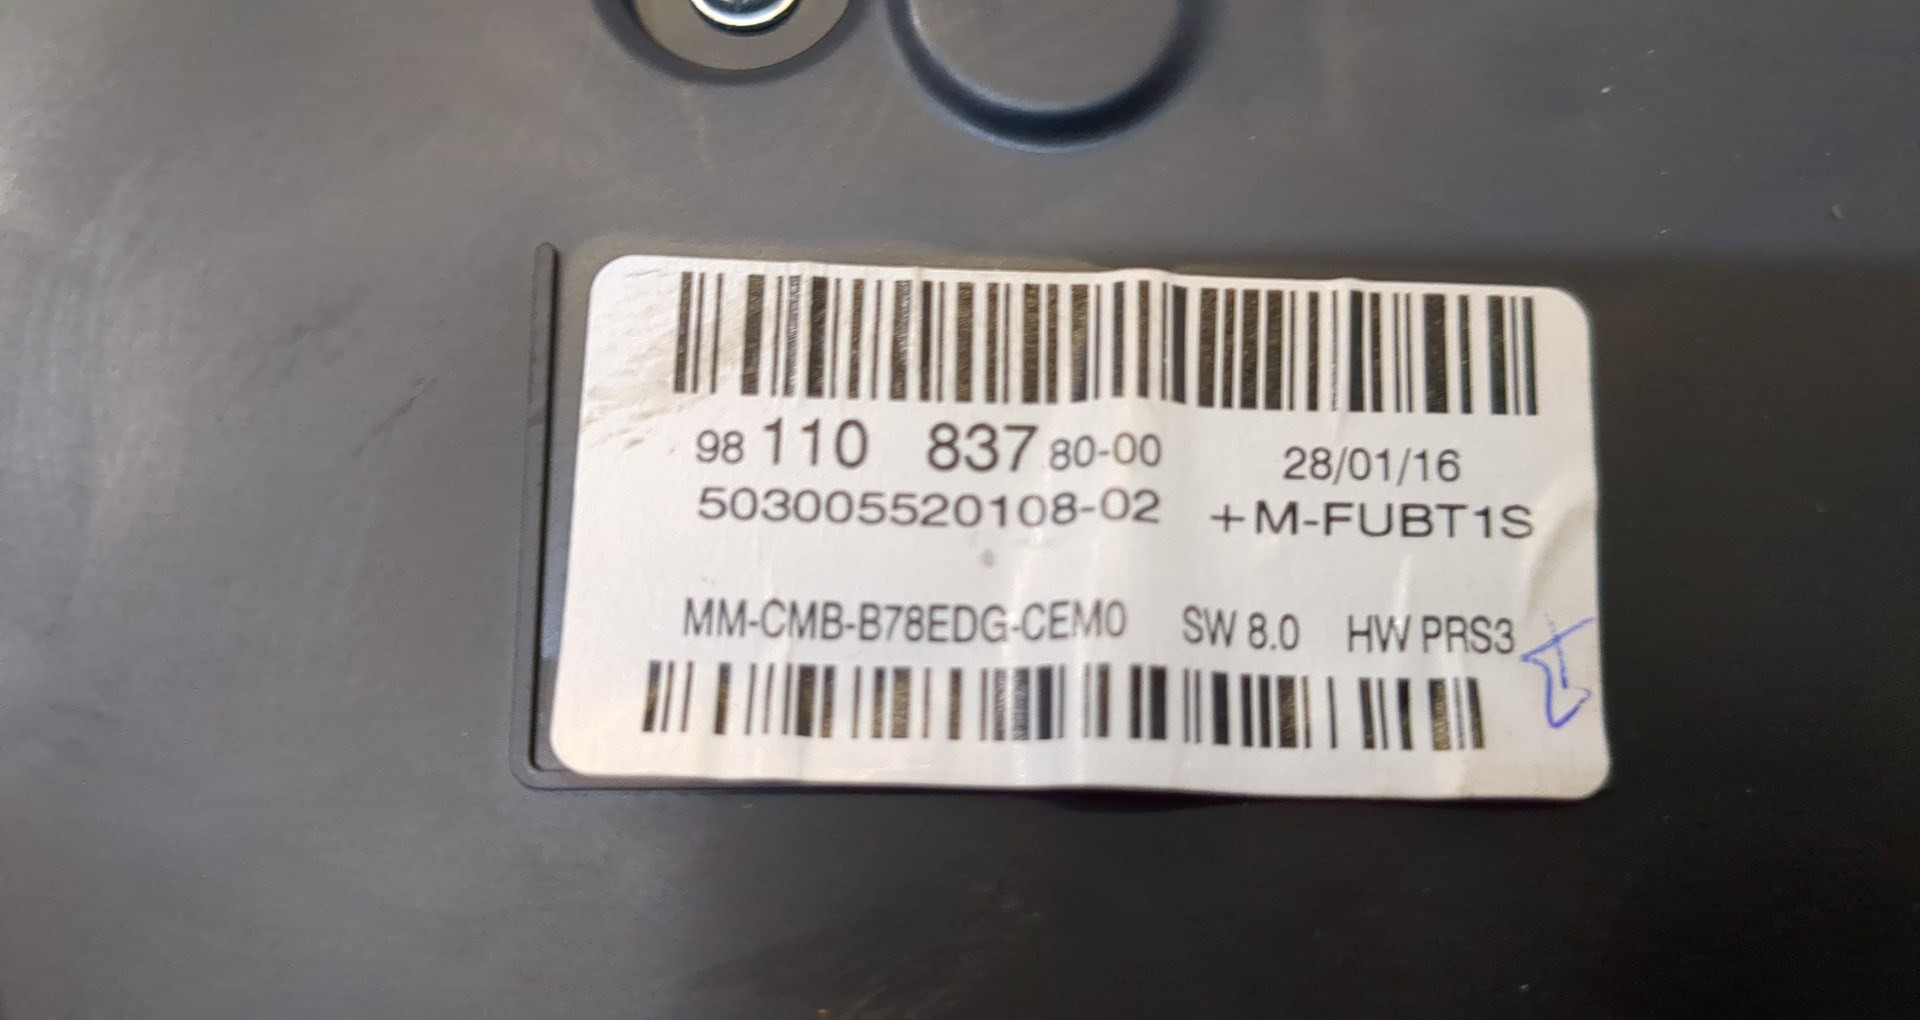 98 110 837 80-00 28/01/16
503005520108-02 +M-FUBT1S
MM-CMB-B78EDG-CEM0 SW 8.0 HW PRS3